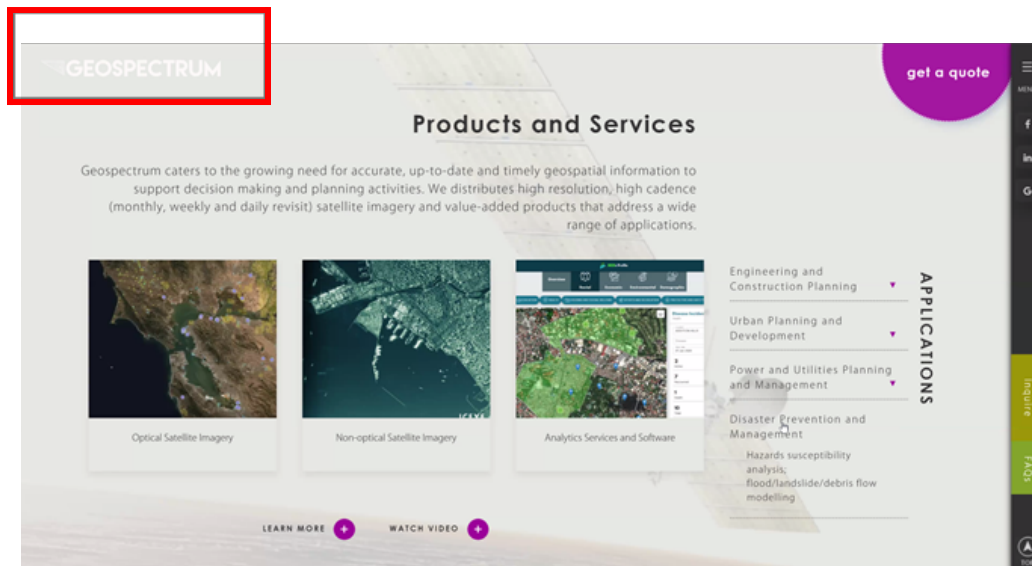 GEOSPECTRUM
get a quote
Products and Services
Geospectrum caters to the growing need for accurate, up-to-date and timely geospatial information to
support decision making and planning activities. We distributes high resolution, high cadence
(monthly, weekly and daily revisit) satellite imagery and value-added products that address a wide
range of applications.
Optical Satellite Imagery
Non-optical Satellite Imagery
Analytics Services and Software
LEARN MORE +
WATCH VIDEO +
APPLICATIONS
Engineering and
Construction Planning
Urban Planning and
Development
Power and Utilities Planning
and Management
Disaster Prevention and
Management
Hazards susceptibility
analysis;
flood/landslide/debris flow
modelling
f
in
Inquire
FAQs